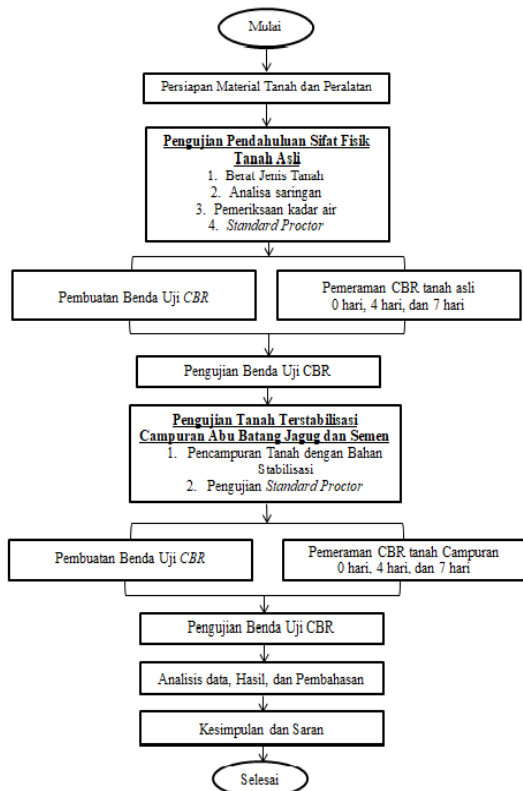 Mulai
Persiapan Material Tanah dan Peralatan
Pengujian Pendahuluan Sifat Fisik
Tanah Asli
1. Berat Jenis Tanah
2. Analisa saringan
3. Pemeriksaan kadar air
4. Standard Proctor
Pembuatan Benda Uji CBR
Pemeraman CBR tanah asli
0 hari, 4 hari, dan 7 hari
Pengujian Benda Uji CBR
Pengujian Tanah Terstabilisasi
Campuran Abu Batang Jagug dan Semen
1. Pencampuran Tanah dengan Bahan
Stabilisasi
2. Pengujian Standard Proctor
Pembuatan Benda Uji CBR
Pemeraman CBR tanah Campuran
0 hari, 4 hari, dan 7 hari
Pengujian Benda Uji CBR
Analisis data, Hasil, dan Pembahasan
Kesimpulan dan Saran
Selesai